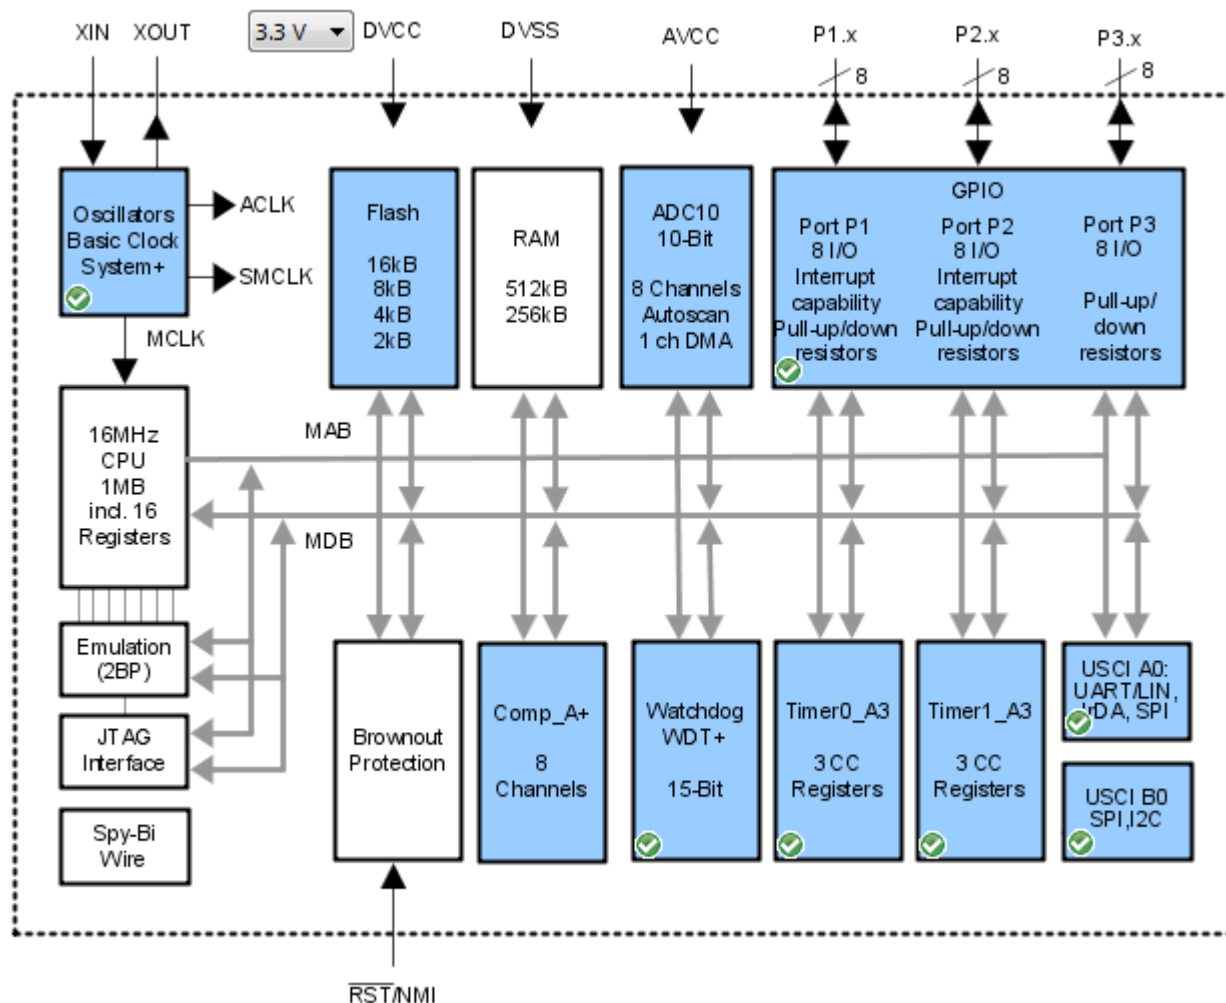 XIN XOUT
3.3 V
DVCC
DVSS
AVCC
P1.x
P2.x
P3.x
8
8
8
Oscillators
Basic Clock
System+
ACLK
SMCLK
MCLK
Flash
16kB
8kB
4kB
2kB
RAM
512kB
256kB
ADC10
10-Bit
8 Channels
Autoscan
1 ch DMA
GPIO
Port P1
8 I/O
Interrupt
capability
Pull-up/down
resistors
Port P2
8 I/O
Interrupt
capability
Pull-up/down
resistors
Port P3
8 I/O
Pull-up/
down
resistors
16MHz
CPU
1MB
incl. 16
Registers
MAB
MDB
Emulation
(2BP)
JTAG
Interface
Spy-Bi
Wire
Brownout
Protection
Comp_A+
8
Channels
Watchdog
WDT+
15-Bit
Timer0_A3
3 CC
Registers
Timer1_A3
3 CC
Registers
USCI A0:
UART/LIN,
IrDA, SPI
USCI B0
SPI,I2C
RST/NMI